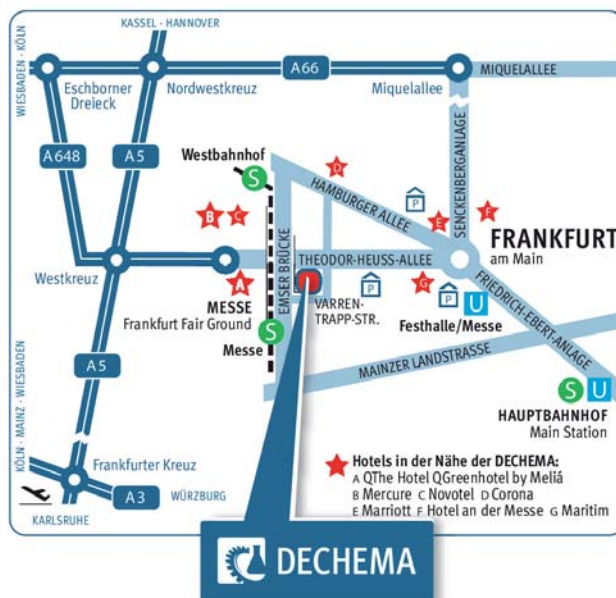 KASSEL - HANNOVER
WIESBADEN - KÖLN
A66
MIQUELALLEE
Eschborner
Dreieck
Nordwestkreuz
Miquelallee
A648
A5
Westbahnhof
S
D
HAMBURGER ALLEE
SENCKENBERGANLAGE
P
B
C
E
F
FRANKFURT
am Main
THEODOR-HEUSS-ALLEE
Westkreuz
EMSER BRÜCKE
A
P
G
P
U
FRIEDRICH-EBERT-ANLAGE
MESSE
Frankfurt Fair Ground
VARREN-
TRAPP-STR.
Festhalle/Messe
S
Messe
MAINZER LANDSTRASSE
A5
S
U
HAUPTBAHNHOF
Main Station
KÖLN - MAINZ - WIESBADEN
Frankfurter Kreuz
A3
WÜRZBURG
KARLSRUHE
Hotels in der Nähe der DECHEMA:
A QThe Hotel QGreenhotel by Meliá
B Mercure C Novotel D Corona
E Marriott F Hotel an der Messe G Maritim
DECHEMA